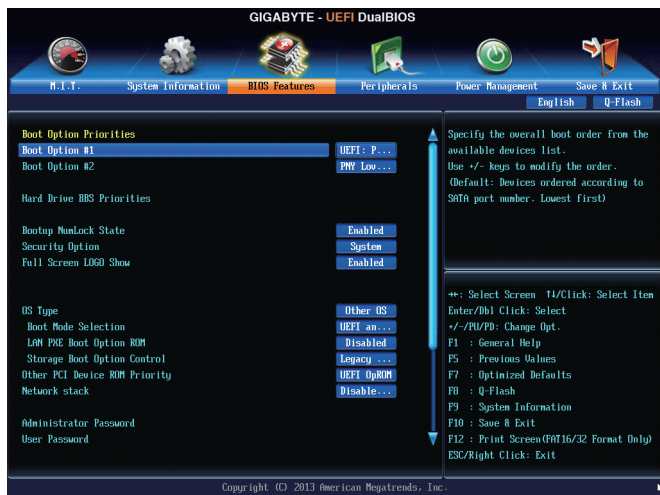 GIGABYTE - UEFI DualBIOS
M.I.T.
System Information
BIOS Features
Peripherals
Power Management
Save & Exit
English
Q-Flash
Boot Option Priorities
Boot Option #1 UEFI: P...
Boot Option #2 PNY Lov...
Hard Drive BBS Priorities
Bootup NumLock State Enabled
Security Option System
Full Screen LOGO Show Enabled
OS Type Other OS
Boot Mode Selection UEFI an...
LAN PXE Boot Option ROM Disabled
Storage Boot Option Control Legacy ...
Other PCI Device ROM Priority UEFI OpROM
Network stack Disable...
Administrator Password
User Password
Specify the overall boot order from the
available devices list.
Use +/- keys to modify the order.
(Default: Devices ordered according to
SATA port number. Lowest first)
→←: Select Screen ↑↓/Click: Select Item
Enter/Dbl Click: Select
+/-/PU/PD: Change Opt.
F1 : General Help
F5 : Previous Values
F7 : Optimized Defaults
F8 : Q-Flash
F9 : System Information
F10 : Save & Exit
F12 : Print Screen(FAT16/32 Format Only)
ESC/Right Click: Exit
Copyright (C) 2013 American Megatrends, Inc.